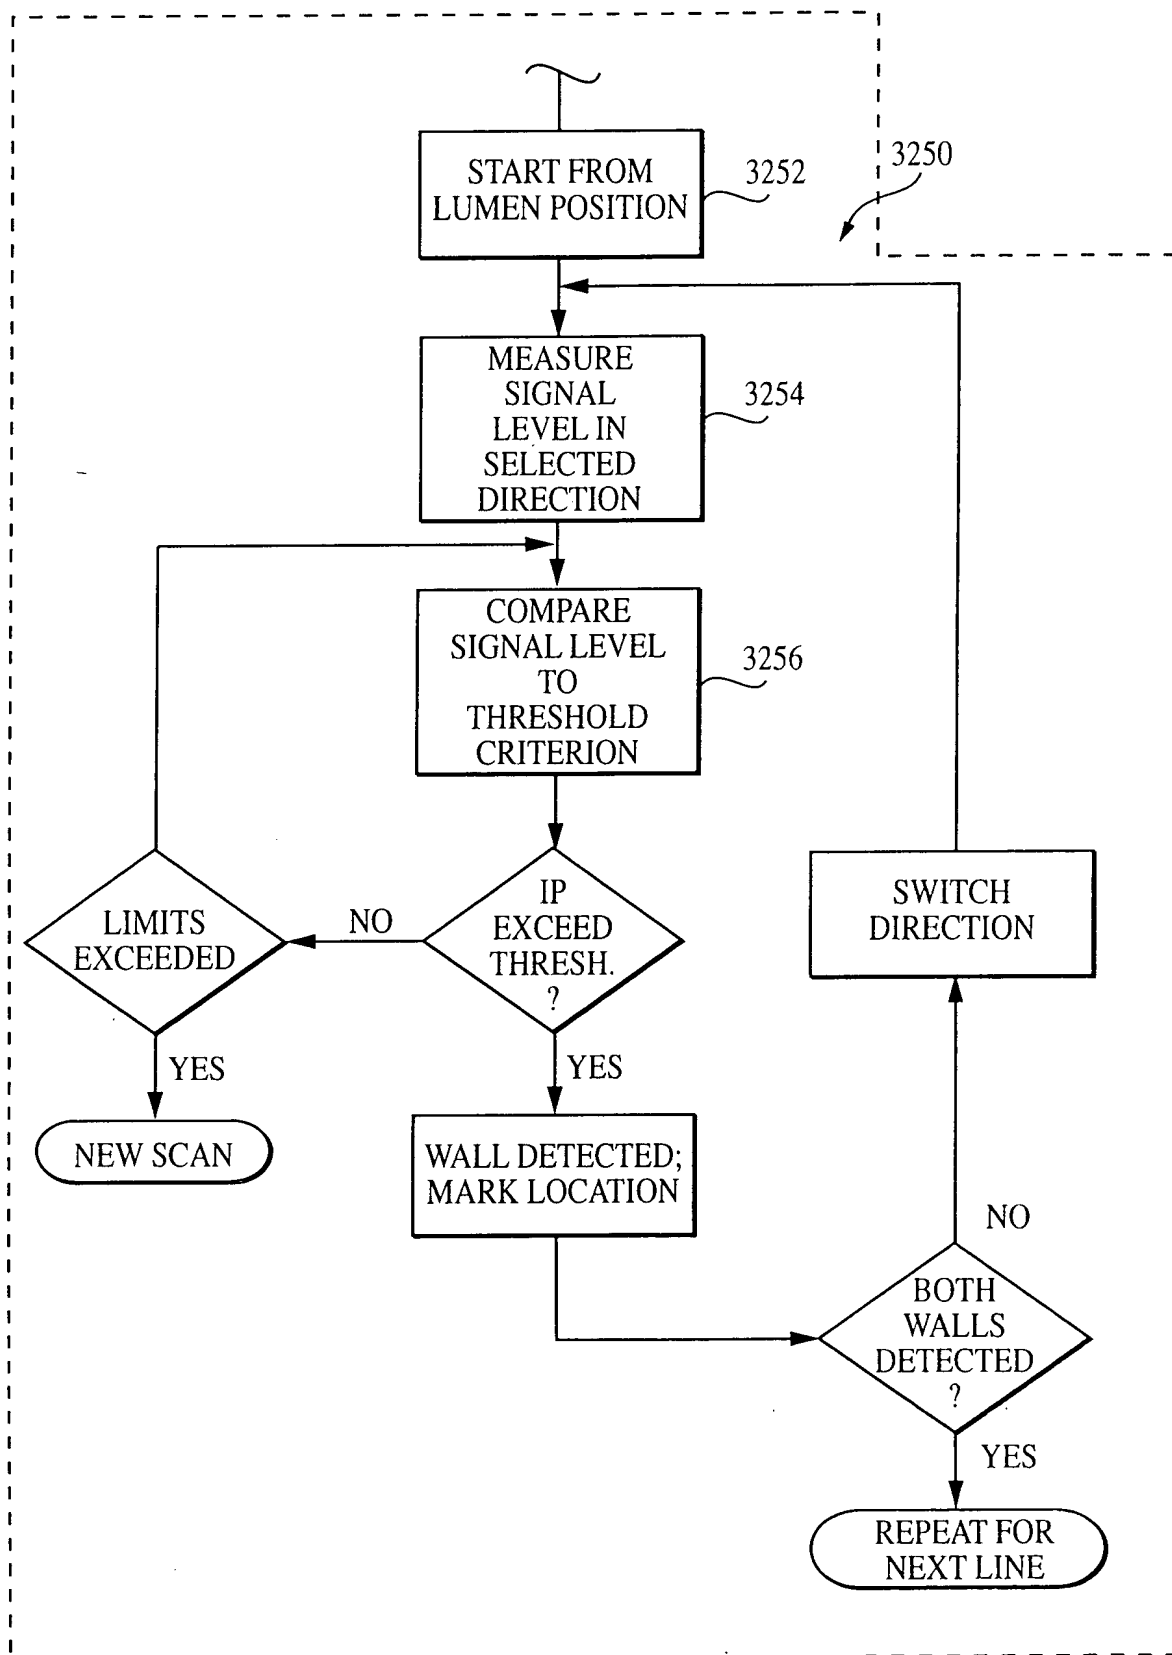 START FROM
LUMEN POSITION
3252
3250
MEASURE
SIGNAL
LEVEL IN
SELECTED
DIRECTION
3254
COMPARE
SIGNAL LEVEL
TO
THRESHOLD
CRITERION
3256
LIMITS
EXCEEDED
NO
IP
EXCEED
THRESH.
?
SWITCH
DIRECTION
YES
YES
NEW SCAN
WALL DETECTED;
MARK LOCATION
NO
BOTH
WALLS
DETECTED
?
YES
REPEAT FOR
NEXT LINE